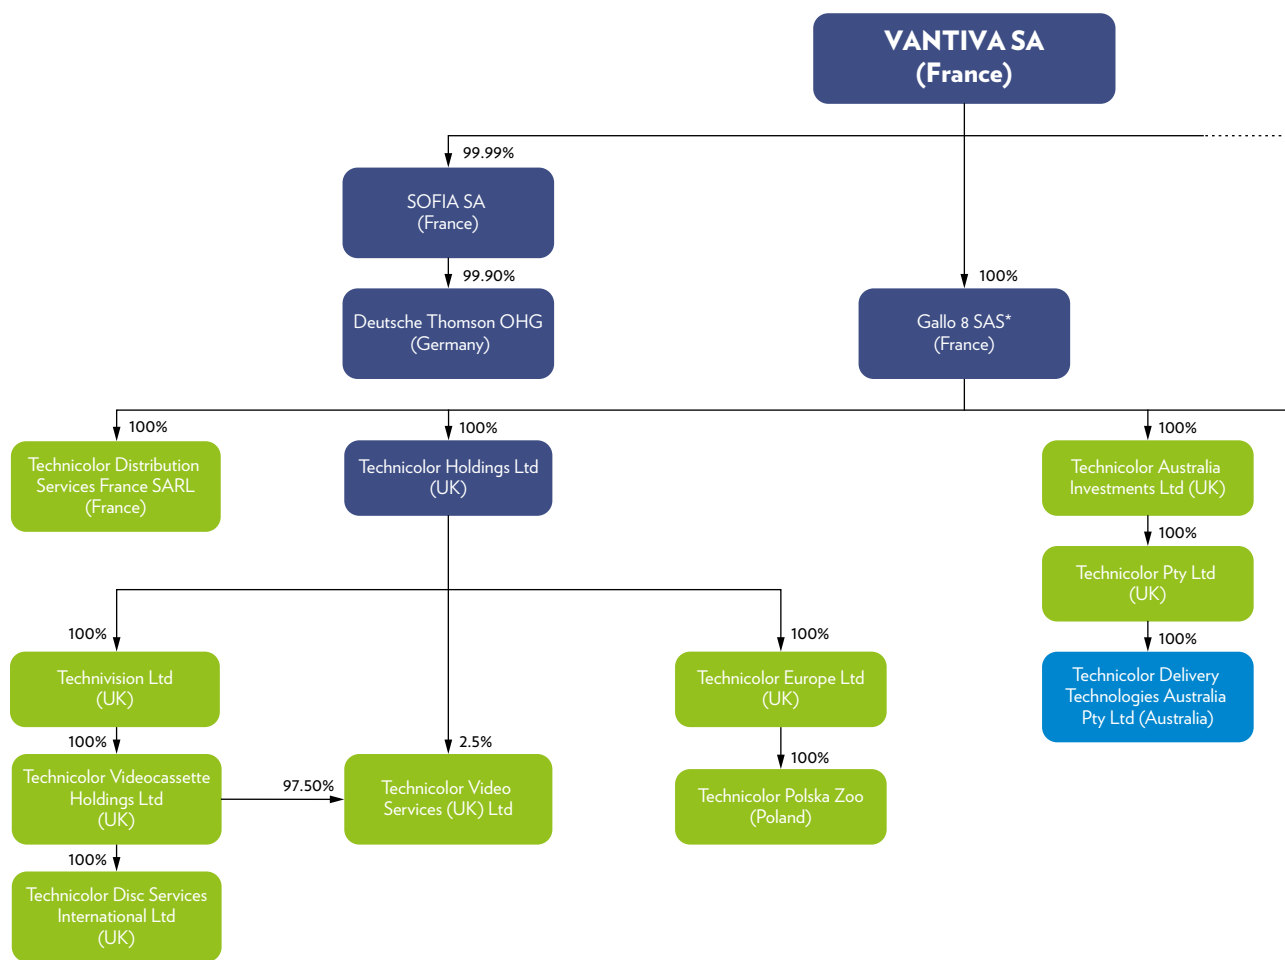 VANTIVA SA
(France)
99.99%
SOFIA SA
(France)
99.90%
100%
Deutsche Thomson OHG
(Germany)
Gallo 8 SAS*
(France)
100%
100%
100%
Technicolor Distribution
Services France SARL
(France)
Technicolor Holdings Ltd
(UK)
Technicolor Australia
Investments Ltd (UK)
100%
Technicolor Pty Ltd
(UK)
100%
100%
100%
Technivision Ltd
(UK)
Technicolor Europe Ltd
(UK)
Technicolor Delivery
Technologies Australia
Pty Ltd (Australia)
100%
2.5%
100%
Technicolor Videocassette
Holdings Ltd
(UK)
97.50%
Technicolor Video
Services (UK) Ltd
Technicolor Polska Zoo
(Poland)
100%
Technicolor Disc Services
International Ltd
(UK)